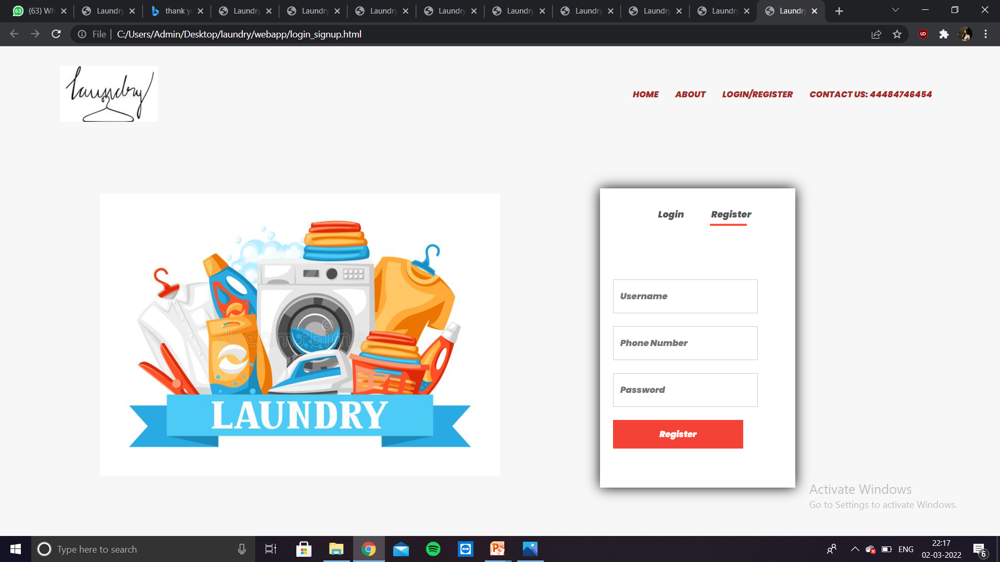 (63) Wh Laundry thank y Laundry Laundry Laundry Laundry Laundry Laundry Laundry Laundry Laundry
File C:/Users/Admin/Desktop/laundry/webapp/login_signup.html
laundry
HOME ABOUT LOGIN/REGISTER CONTACT US: 44484746454
Login Register
Username
Phone Number
Password
Register
dreamstime
LAUNDRY
Activate Windows
Go to Settings to activate Windows.
Type here to search
ENG
22:17
02-03-2022
6